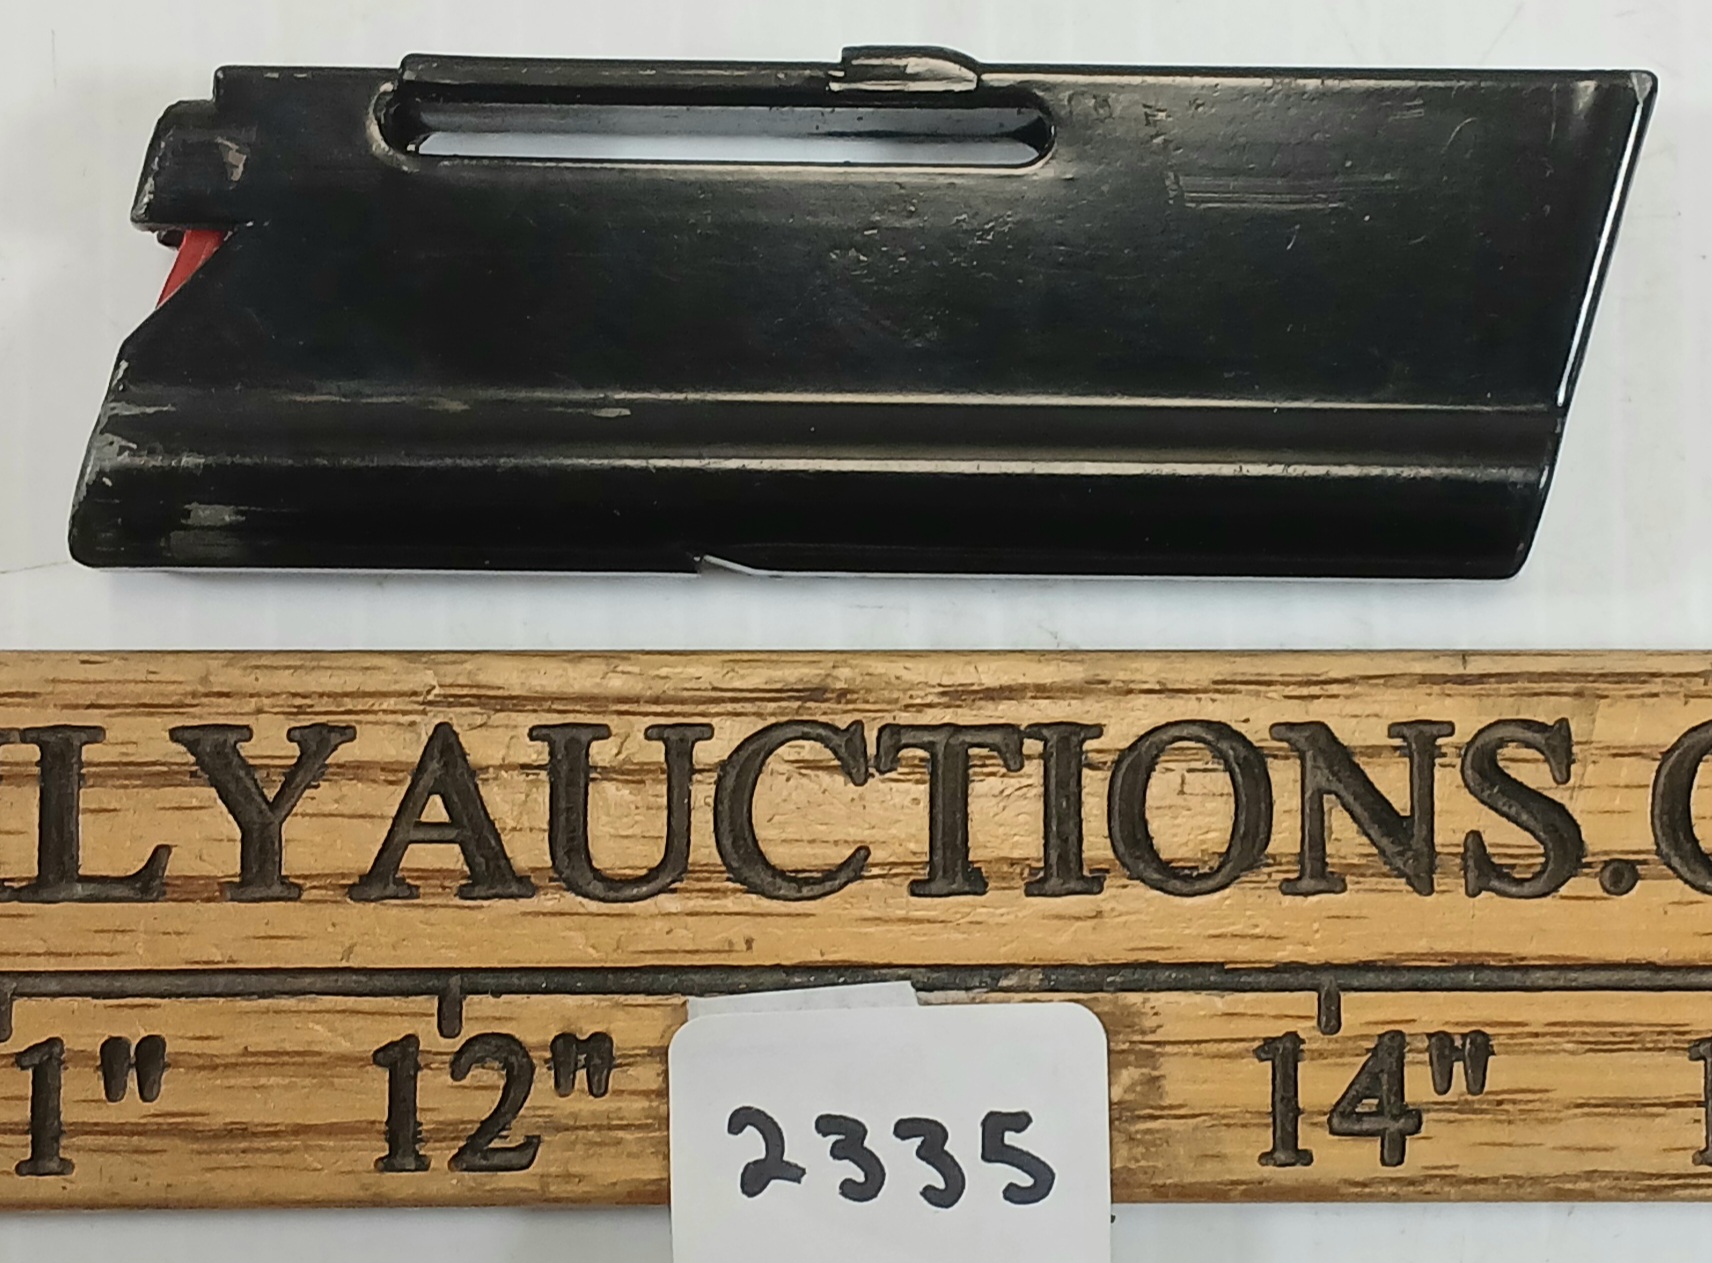 LYAUCTIONS.
1" 12" 14"
2335